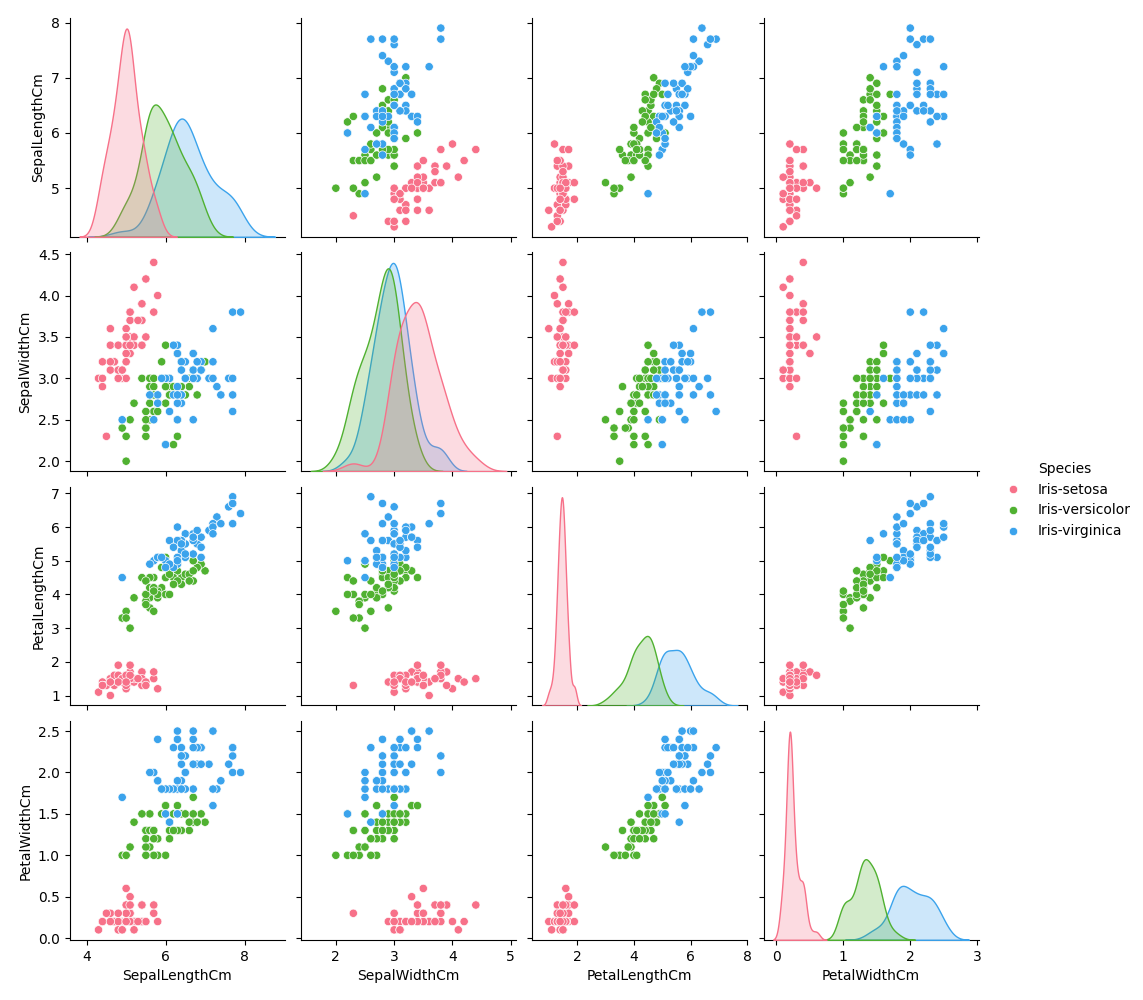 8
7
6
5
SepalLengthCm
4.5
4.0
3.5
3.0
2.5
2.0
SepalWidthCm
Species
Iris-setosa
Iris-versicolor
Iris-virginica
7
6
5
4
3
2
1
PetalLengthCm
2.5
2.0
1.5
1.0
0.5
0.0
PetalWidthCm
4 6 8
2 3 4 5
2 4 6 8
0 1 2 3
SepalLengthCm
SepalWidthCm
PetalLengthCm
PetalWidthCm